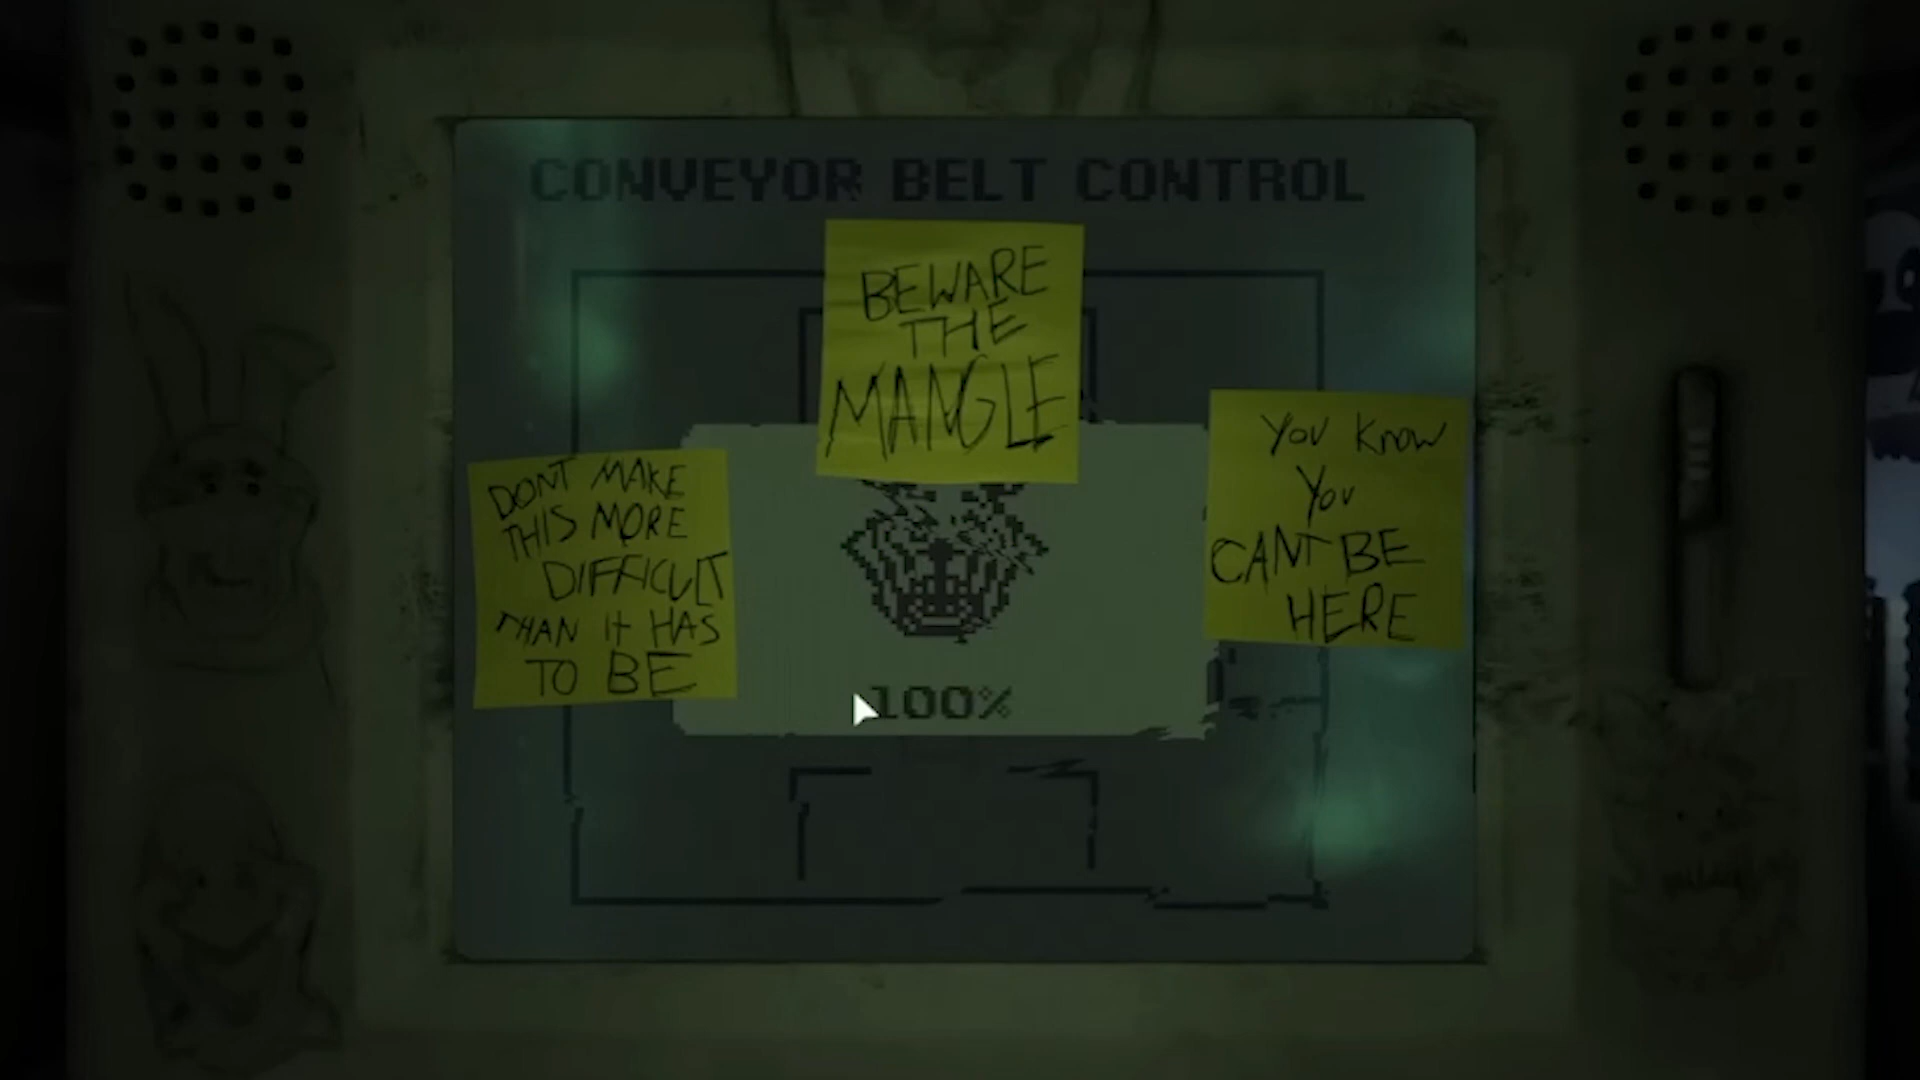 CONVEYOR BELT CONTROL
BEWARE
THE
MANGLE
DONT MAKE
THIS MORE
DIFFICULT
THAN it HAS
TO BE
You know
You
CANT BE
HERE
100%